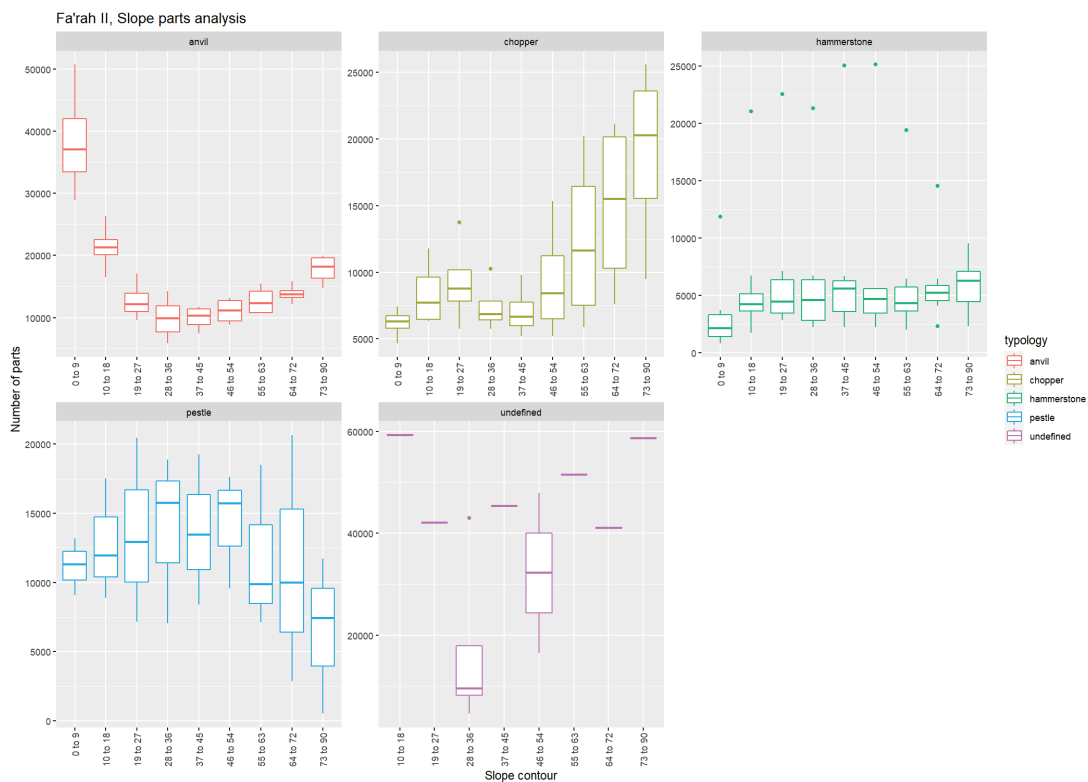 Fa'rah II, Slope parts analysis
anvil
chopper
hammerstone
50000
40000
30000
20000
10000
25000
20000
15000
10000
5000
25000
20000
15000
10000
5000
0
0 to 9
10 to 18
19 to 27
28 to 36
37 to 45
46 to 54
55 to 63
64 to 72
73 to 90
0 to 9
10 to 18
19 to 27
28 to 36
37 to 45
46 to 54
55 to 63
64 to 72
73 to 90
0 to 9
10 to 18
19 to 27
28 to 36
37 to 45
46 to 54
55 to 63
64 to 72
73 to 90
Number of parts
pestle
undefined
20000
15000
10000
5000
0
60000
40000
20000
0 to 9
10 to 18
19 to 27
28 to 36
37 to 45
46 to 54
55 to 63
64 to 72
73 to 90
10 to 18
19 to 27
28 to 36
37 to 45
46 to 54
55 to 63
64 to 72
73 to 90
Slope contour
typology
anvil
chopper
hammerstone
pestle
undefined